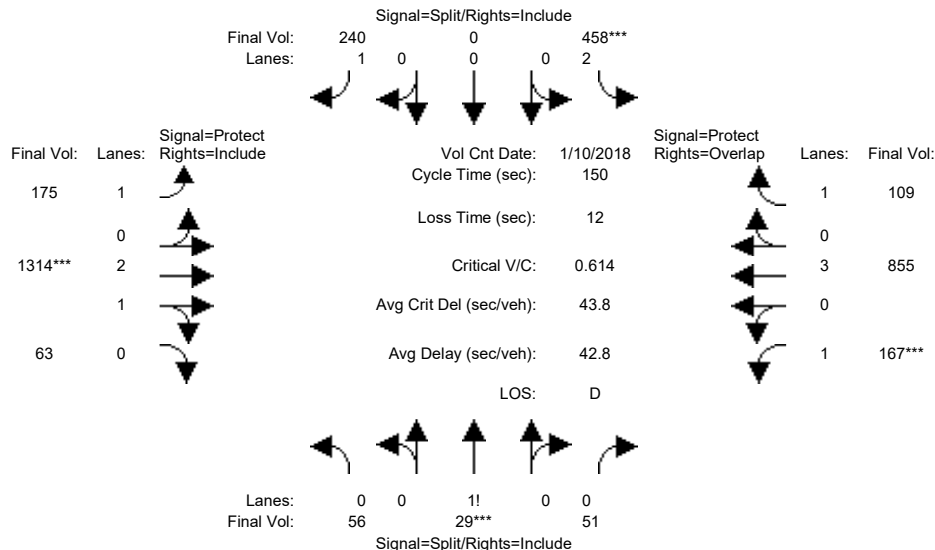 Signal=Split/Rights=Include
Final Vol: 240 0 458***
Lanes: 1 0 0 0 2
Signal=Protect Signal=Protect
Final Vol: Lanes: Rights=Include Vol Cnt Date: 1/10/2018 Rights=Overlap Lanes: Final Vol:
Cycle Time (sec): 150
175 1 1 109
Loss Time (sec): 12
0 0
1314*** 2 Critical V/C: 0.614 3 855
1 Avg Crit Del (sec/veh): 43.8 0
63 0 Avg Delay (sec/veh): 42.8 1 167***
LOS: D
Lanes: 0 0 1! 0 0
Final Vol: 56 29*** 51
Signal=Split/Rights=Include